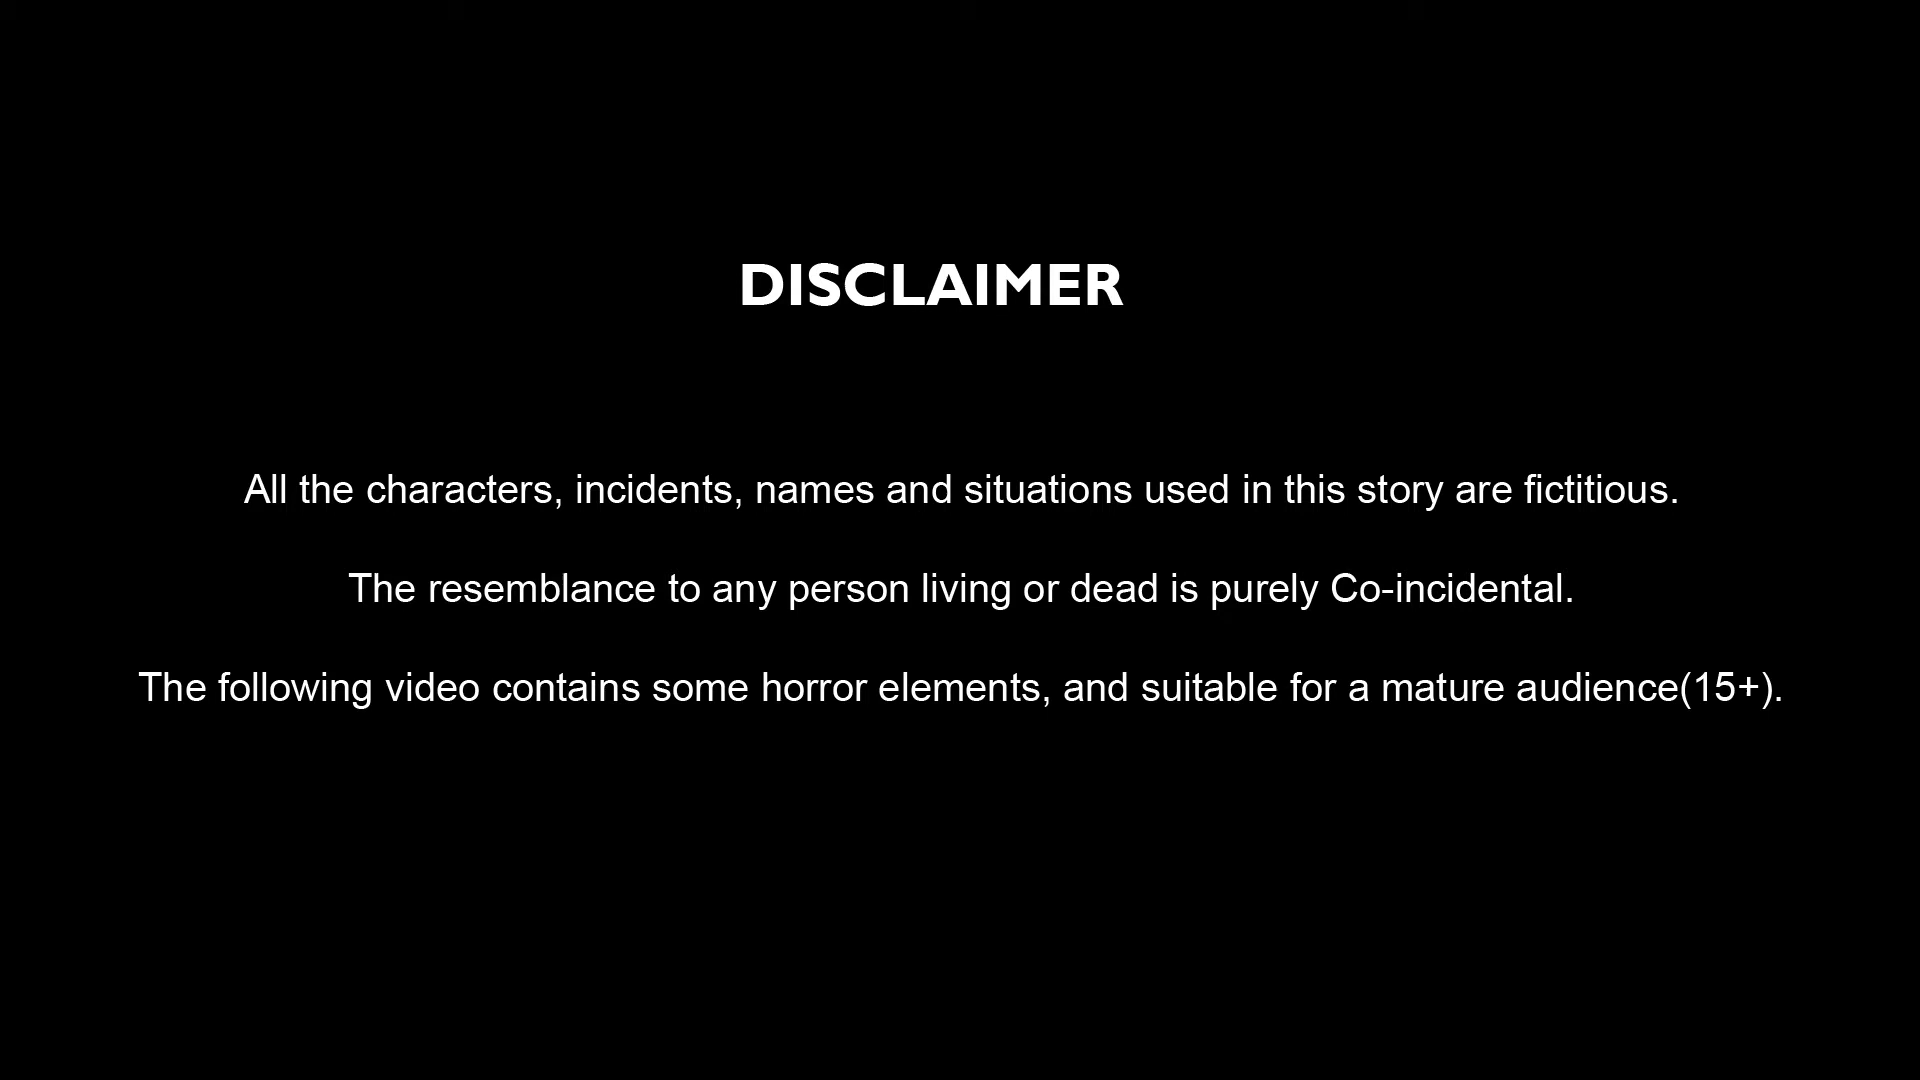 DISCLAIMER
All the characters, incidents, names and situations used in this story are fictitious.
The resemblance to any person living or dead is purely Co-incidental.
The following video contains some horror elements, and suitable for a mature audience(15+).